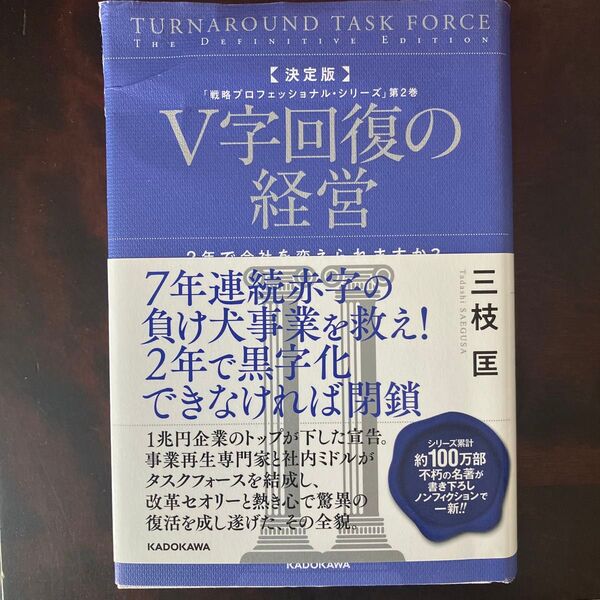 TURNAROUND TASK FORCE
THE DEFINITIVE EDITION
【決定版】
「戦略プロフェッショナル・シリーズ」第2巻
V字回復の
経営
2年で会社を変えられますか?
三枝 匡
Tadashi SAEGUSA
7年連続赤字の
負け犬事業を救え!
2年で黒字化
できなければ閉鎖
1兆円企業のトップが下した宣告。
事業再生専門家と社内ミドルが
タスクフォースを結成し、
改革セオリーと熱き心で驚異の
復活を成し遂げた、その全貌。
シリーズ累計
約100万部
不朽の名著が
書き下ろし
ノンフィクションで
一新!!
KADOKAWA
KADOKAWA